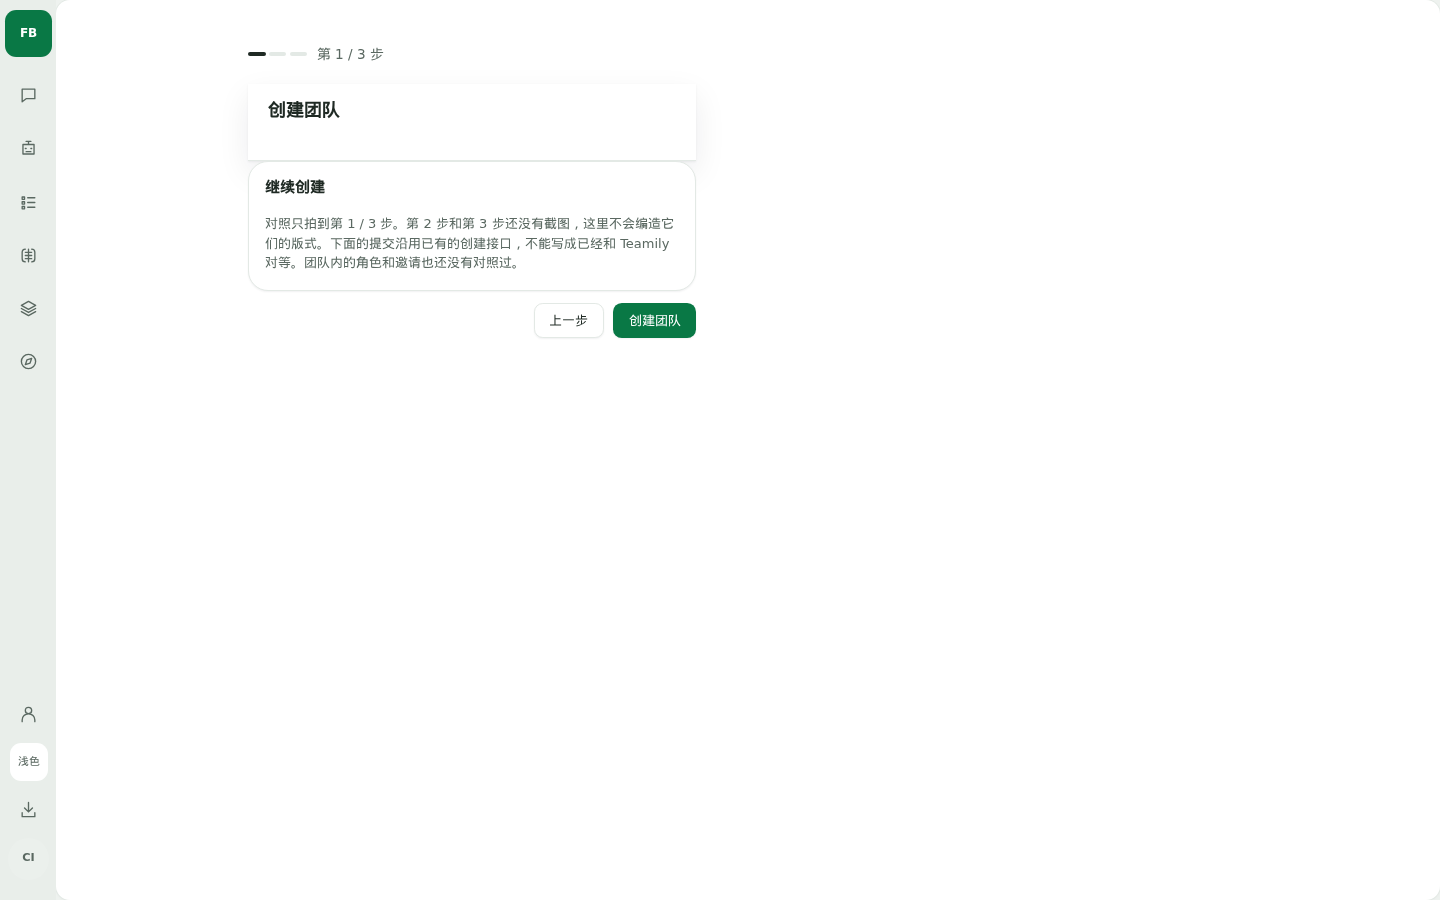 FB
第 1 / 3 步
创建团队
继续创建
对照只拍到第 1 / 3 步。第 2 步和第 3 步还没有截图，这里不会编造它
们的版式。下面的提交沿用已有的创建接口，不能写成已经和 Teamily
对等。团队内的角色和邀请也还没有对照过。
上一步
创建团队
浅色
CI